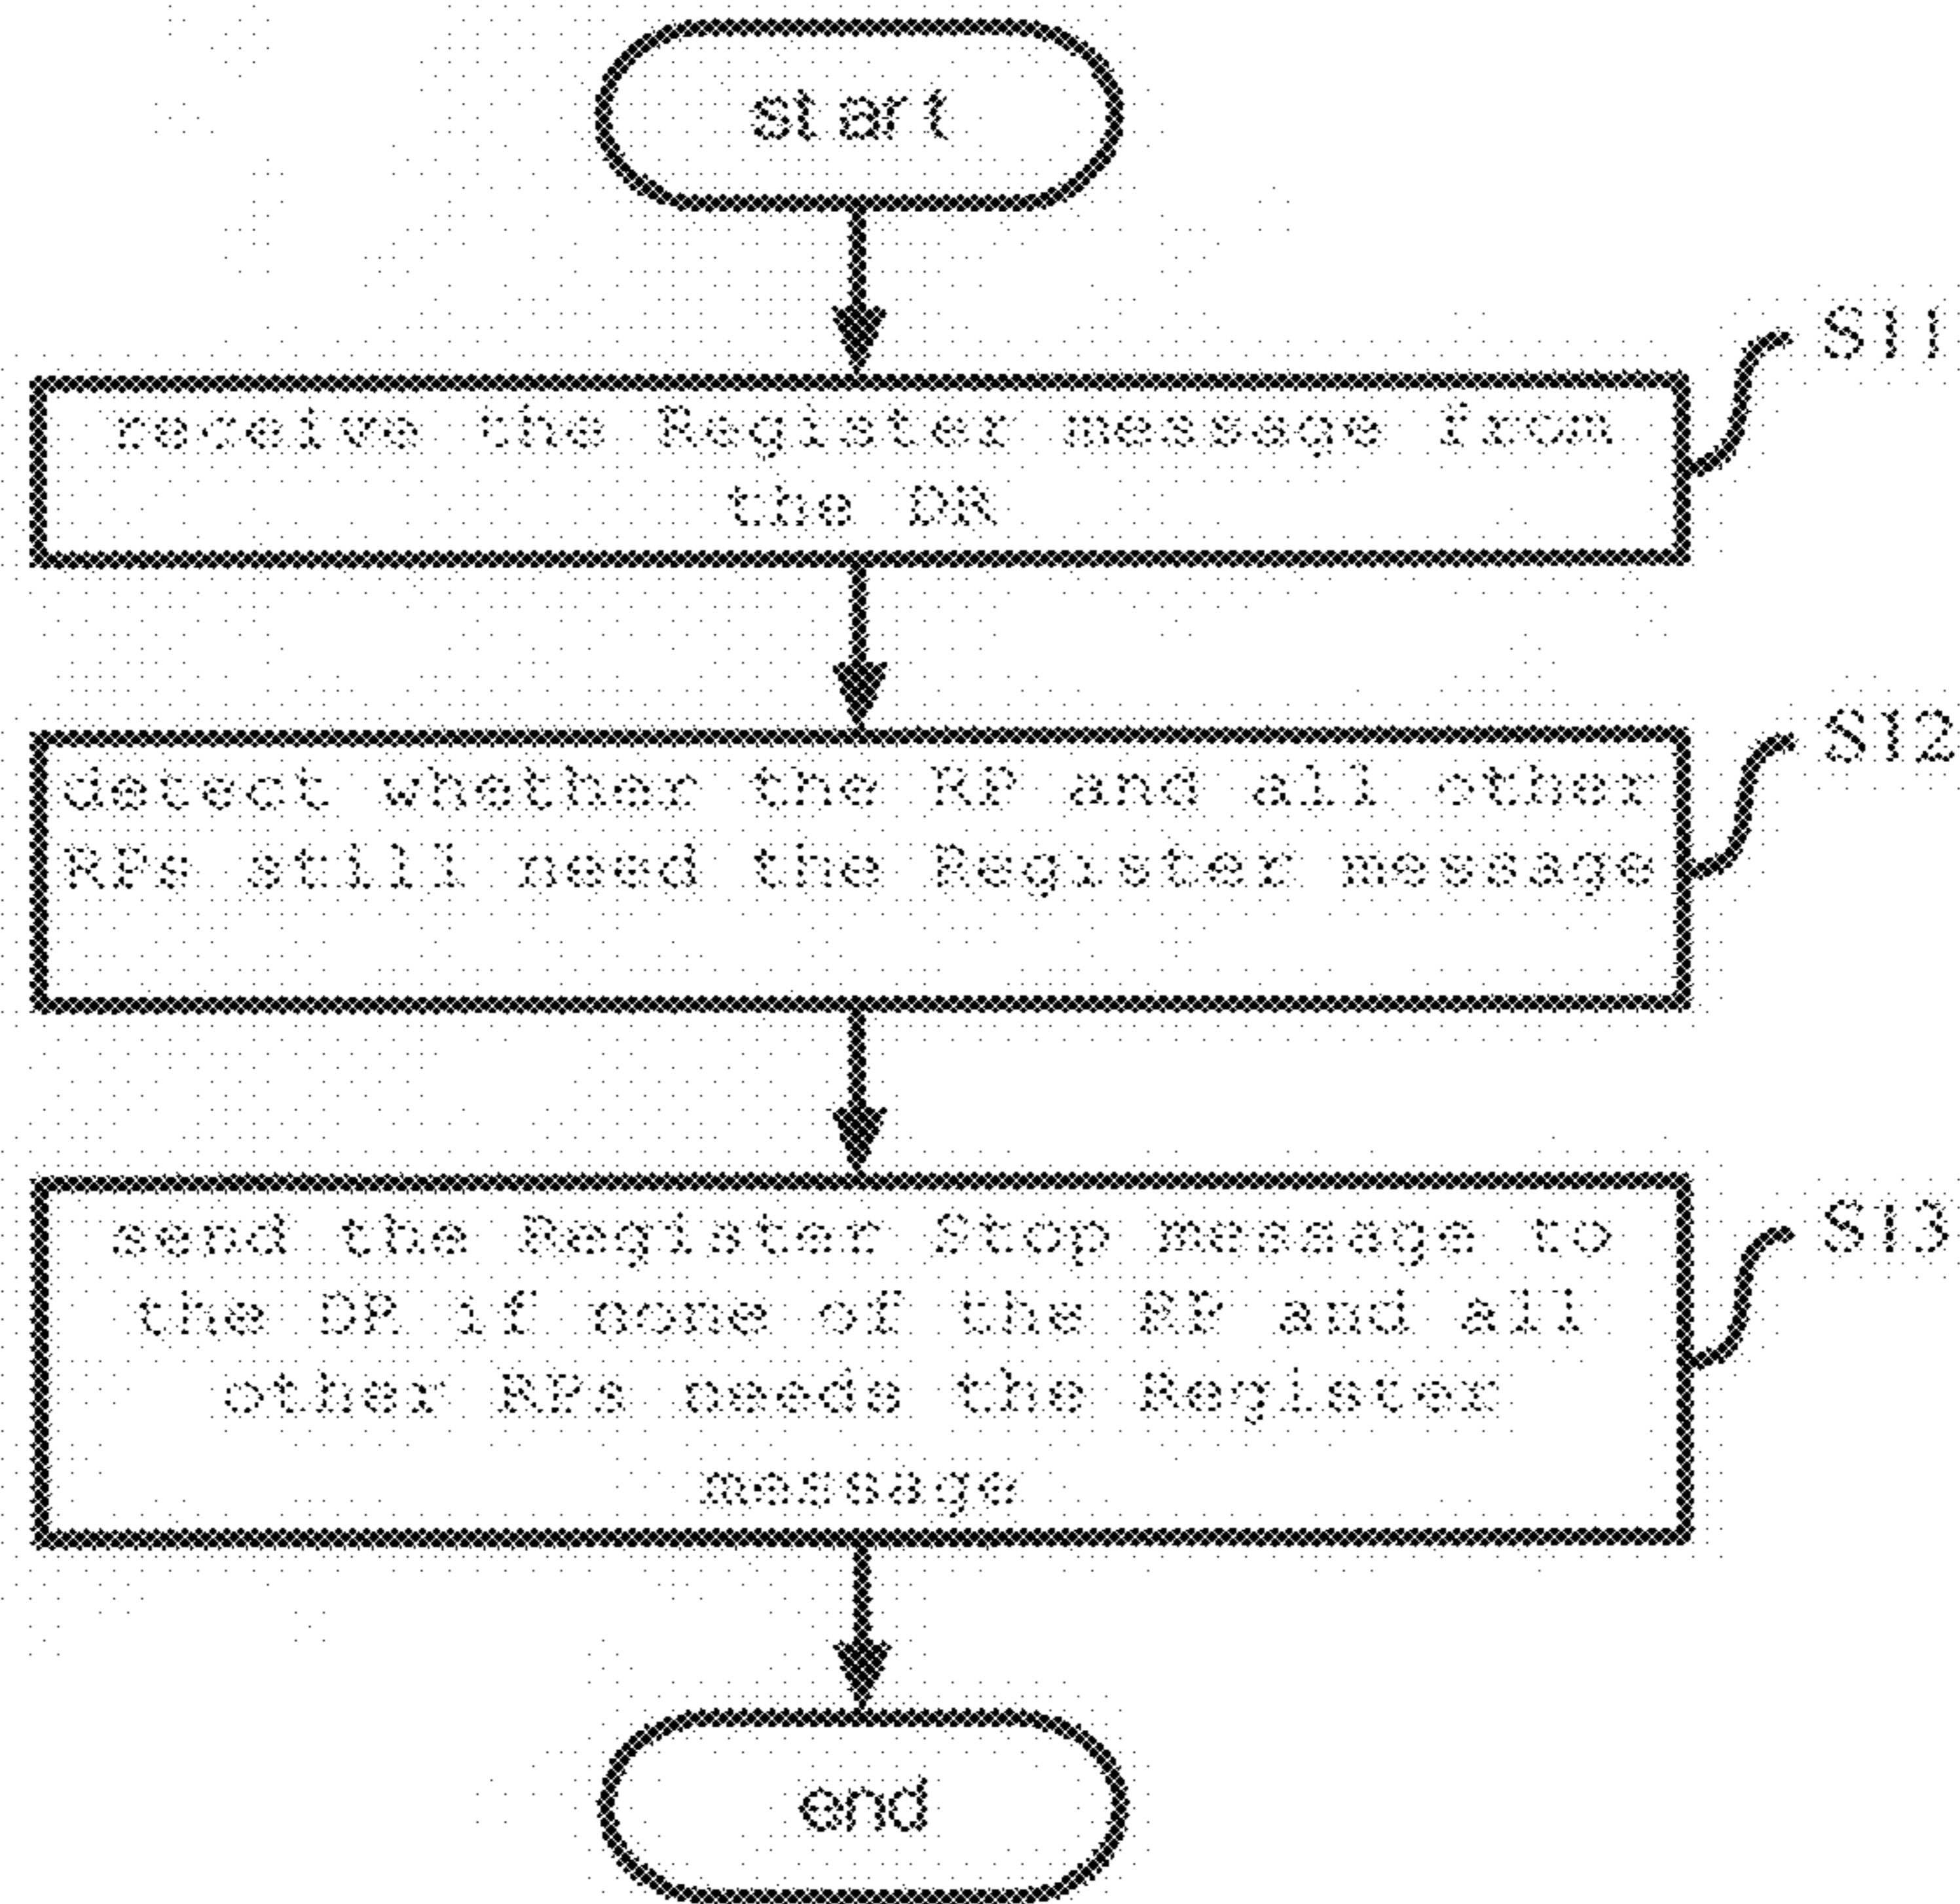 start
S11
receive the Register message from
the DR
S12
detect whether the RP and all other
RPs still need the Register message
S13
send the Register Stop message to
the DR if none of the RP and all
other RPs needs the Register
message
end